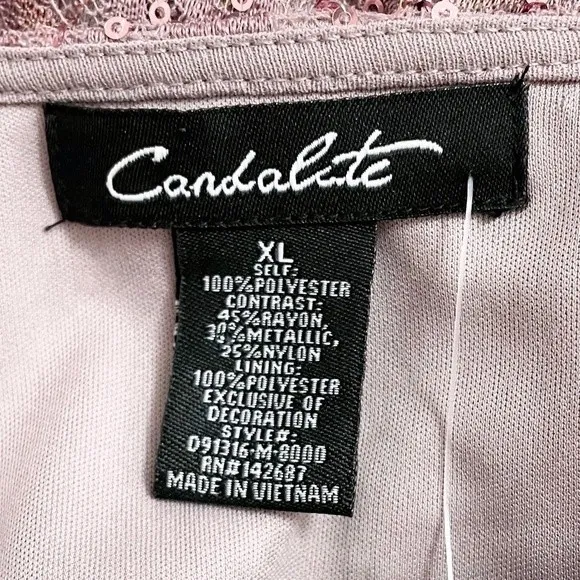 Candalite
XL
SELF:
100%POLYESTER
CONTRAST:
45%RAYON,
30%METALLIC,
25%NYLON
LINING:
100%POLYESTER
EXCLUSIVE OF
DECORATION
STYLE#:
D91316-M-8000
RN#142687
MADE IN VIETNAM